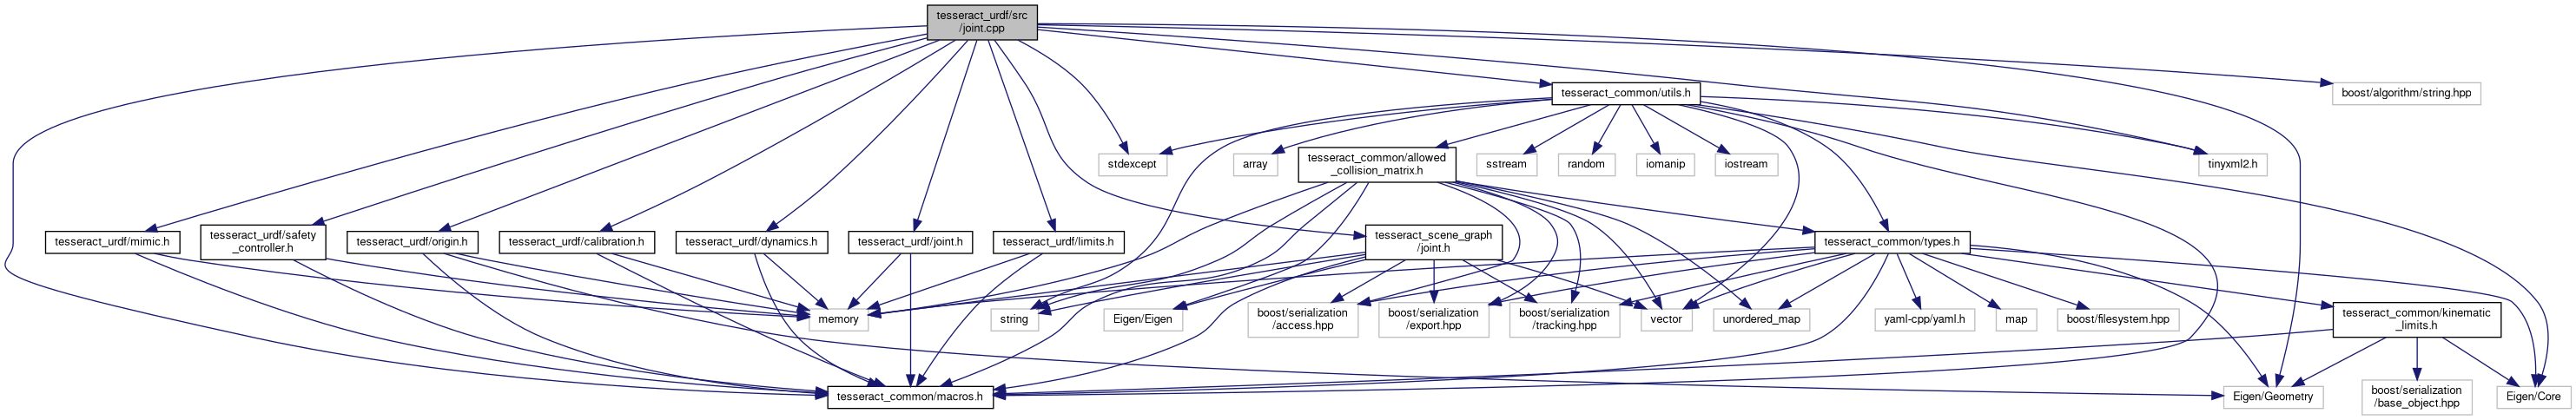 tesseract_urdf/src
/joint.cpp
tesseract_common/utils.h
boost/algorithm/string.hpp
stdexcept
array
tesseract_common/allowed
_collision_matrix.h
sstream
random
iomanip
iostream
tinyxml2.h
tesseract_urdf/mimic.h
tesseract_urdf/safety
_controller.h
tesseract_urdf/origin.h
tesseract_urdf/calibration.h
tesseract_urdf/dynamics.h
tesseract_urdf/joint.h
tesseract_urdf/limits.h
tesseract_scene_graph
/joint.h
tesseract_common/types.h
memory
string
Eigen/Eigen
boost/serialization
/access.hpp
boost/serialization
/export.hpp
boost/serialization
/tracking.hpp
vector
unordered_map
yaml-cpp/yaml.h
map
boost/filesystem.hpp
tesseract_common/kinematic
_limits.h
tesseract_common/macros.h
Eigen/Geometry
boost/serialization
/base_object.hpp
Eigen/Core